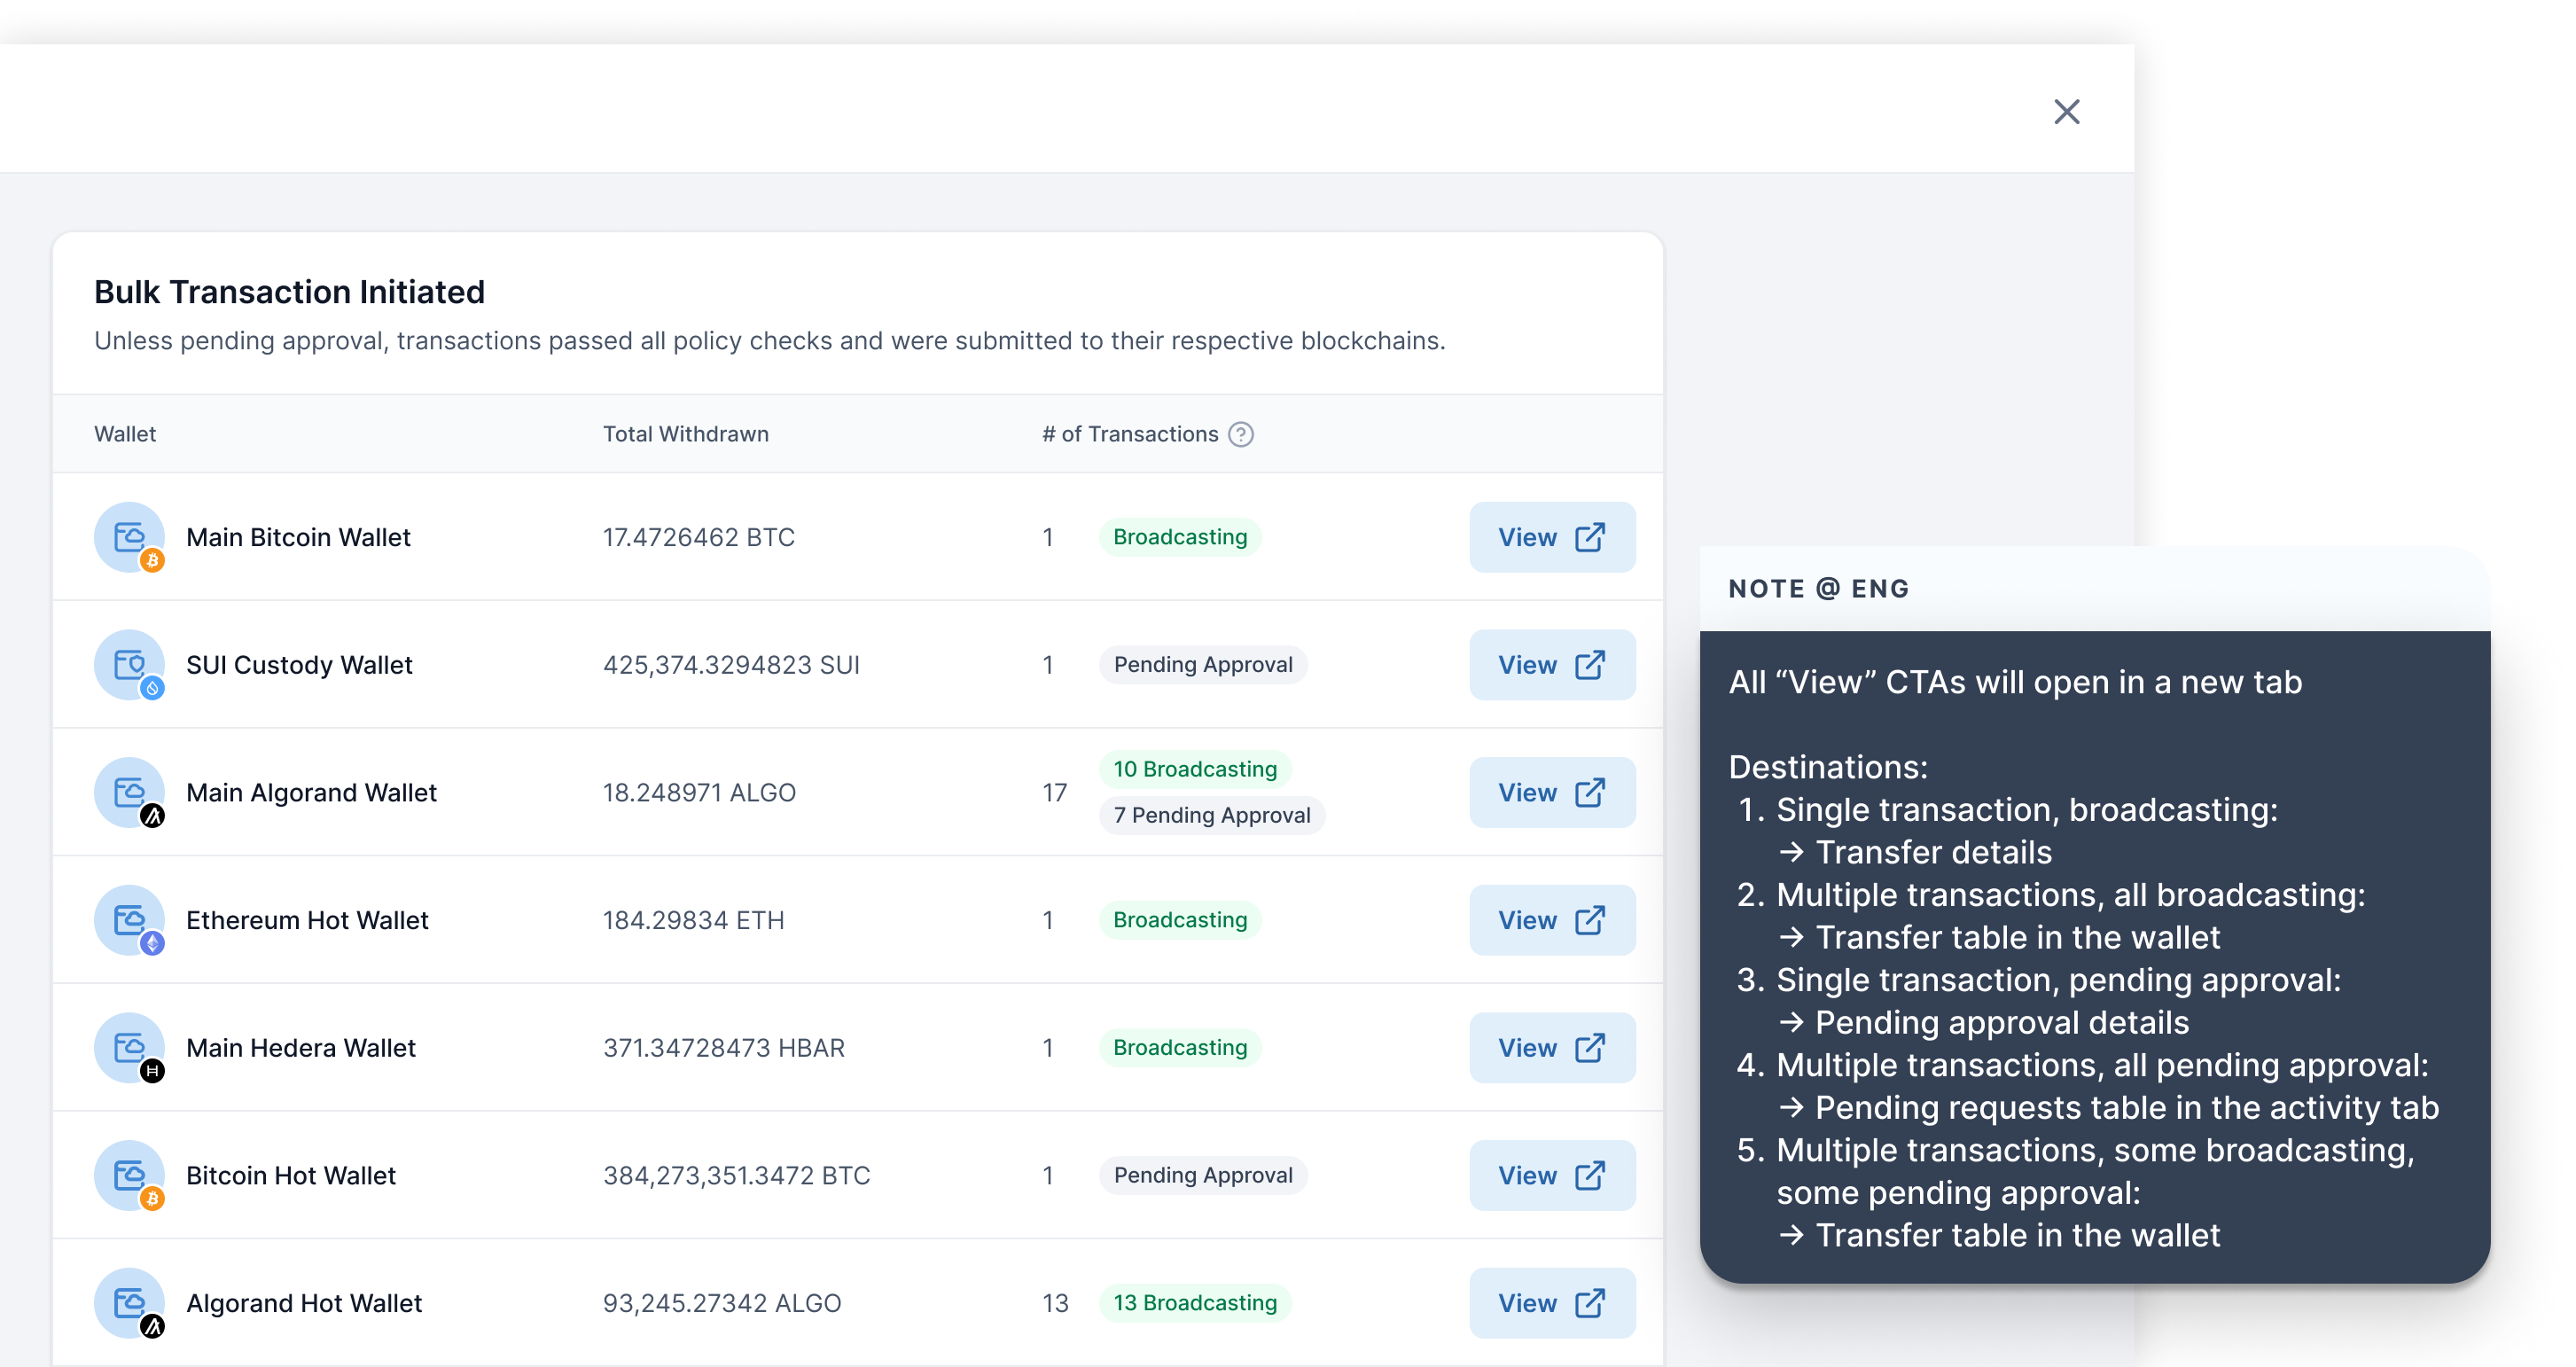 Bulk Transaction Initiated
Unless pending approval, transactions passed all policy checks and were submitted to their respective blockchains.
Wallet Total Withdrawn # of Transactions ?
Main Bitcoin Wallet 17.4726462 BTC 1 Broadcasting View
SUI Custody Wallet 425,374.3294823 SUI 1 Pending Approval View
Main Algorand Wallet 18.248971 ALGO 17 10 Broadcasting View
7 Pending Approval
Ethereum Hot Wallet 184.29834 ETH 1 Broadcasting View
Main Hedera Wallet 371.34728473 HBAR 1 Broadcasting View
Bitcoin Hot Wallet 384,273,351.3472 BTC 1 Pending Approval View
Algorand Hot Wallet 93,245.27342 ALGO 13 13 Broadcasting View
NOTE @ ENG
All “View” CTAs will open in a new tab
Destinations:
1. Single transaction, broadcasting:
→ Transfer details
2. Multiple transactions, all broadcasting:
→ Transfer table in the wallet
3. Single transaction, pending approval:
→ Pending approval details
4. Multiple transactions, all pending approval:
→ Pending requests table in the activity tab
5. Multiple transactions, some broadcasting,
some pending approval:
→ Transfer table in the wallet